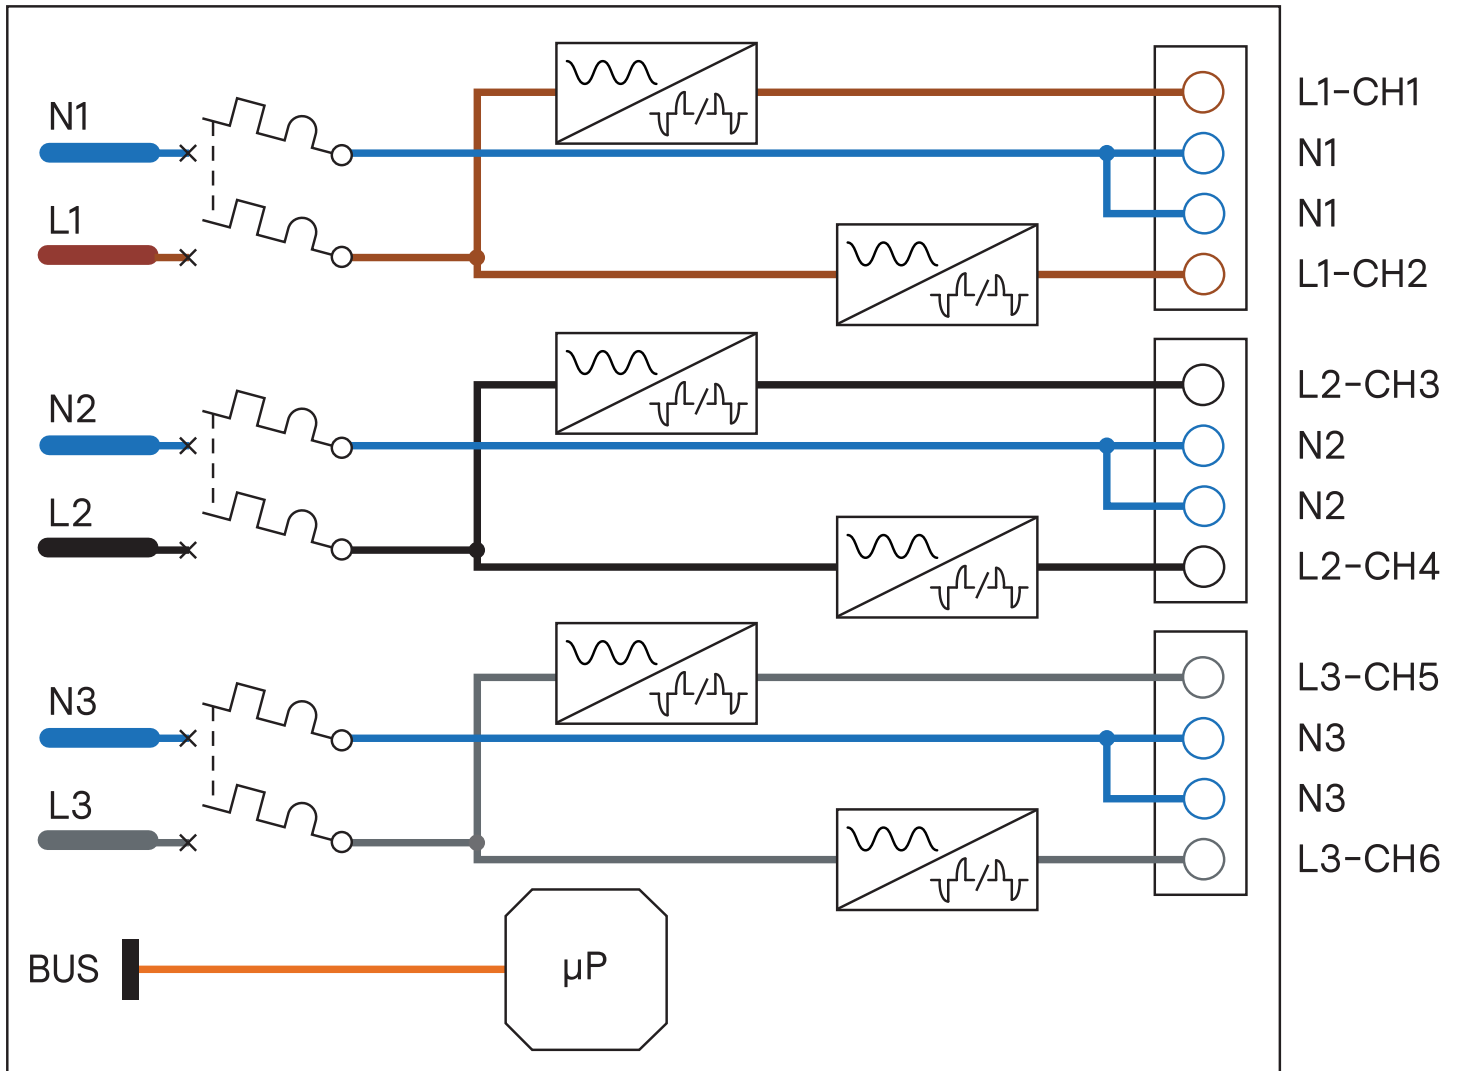 N1
L1
L1-CH1
N1
N1
L1-CH2
N2
L2
L2-CH3
N2
N2
L2-CH4
N3
L3
L3-CH5
N3
N3
L3-CH6
BUS
µP